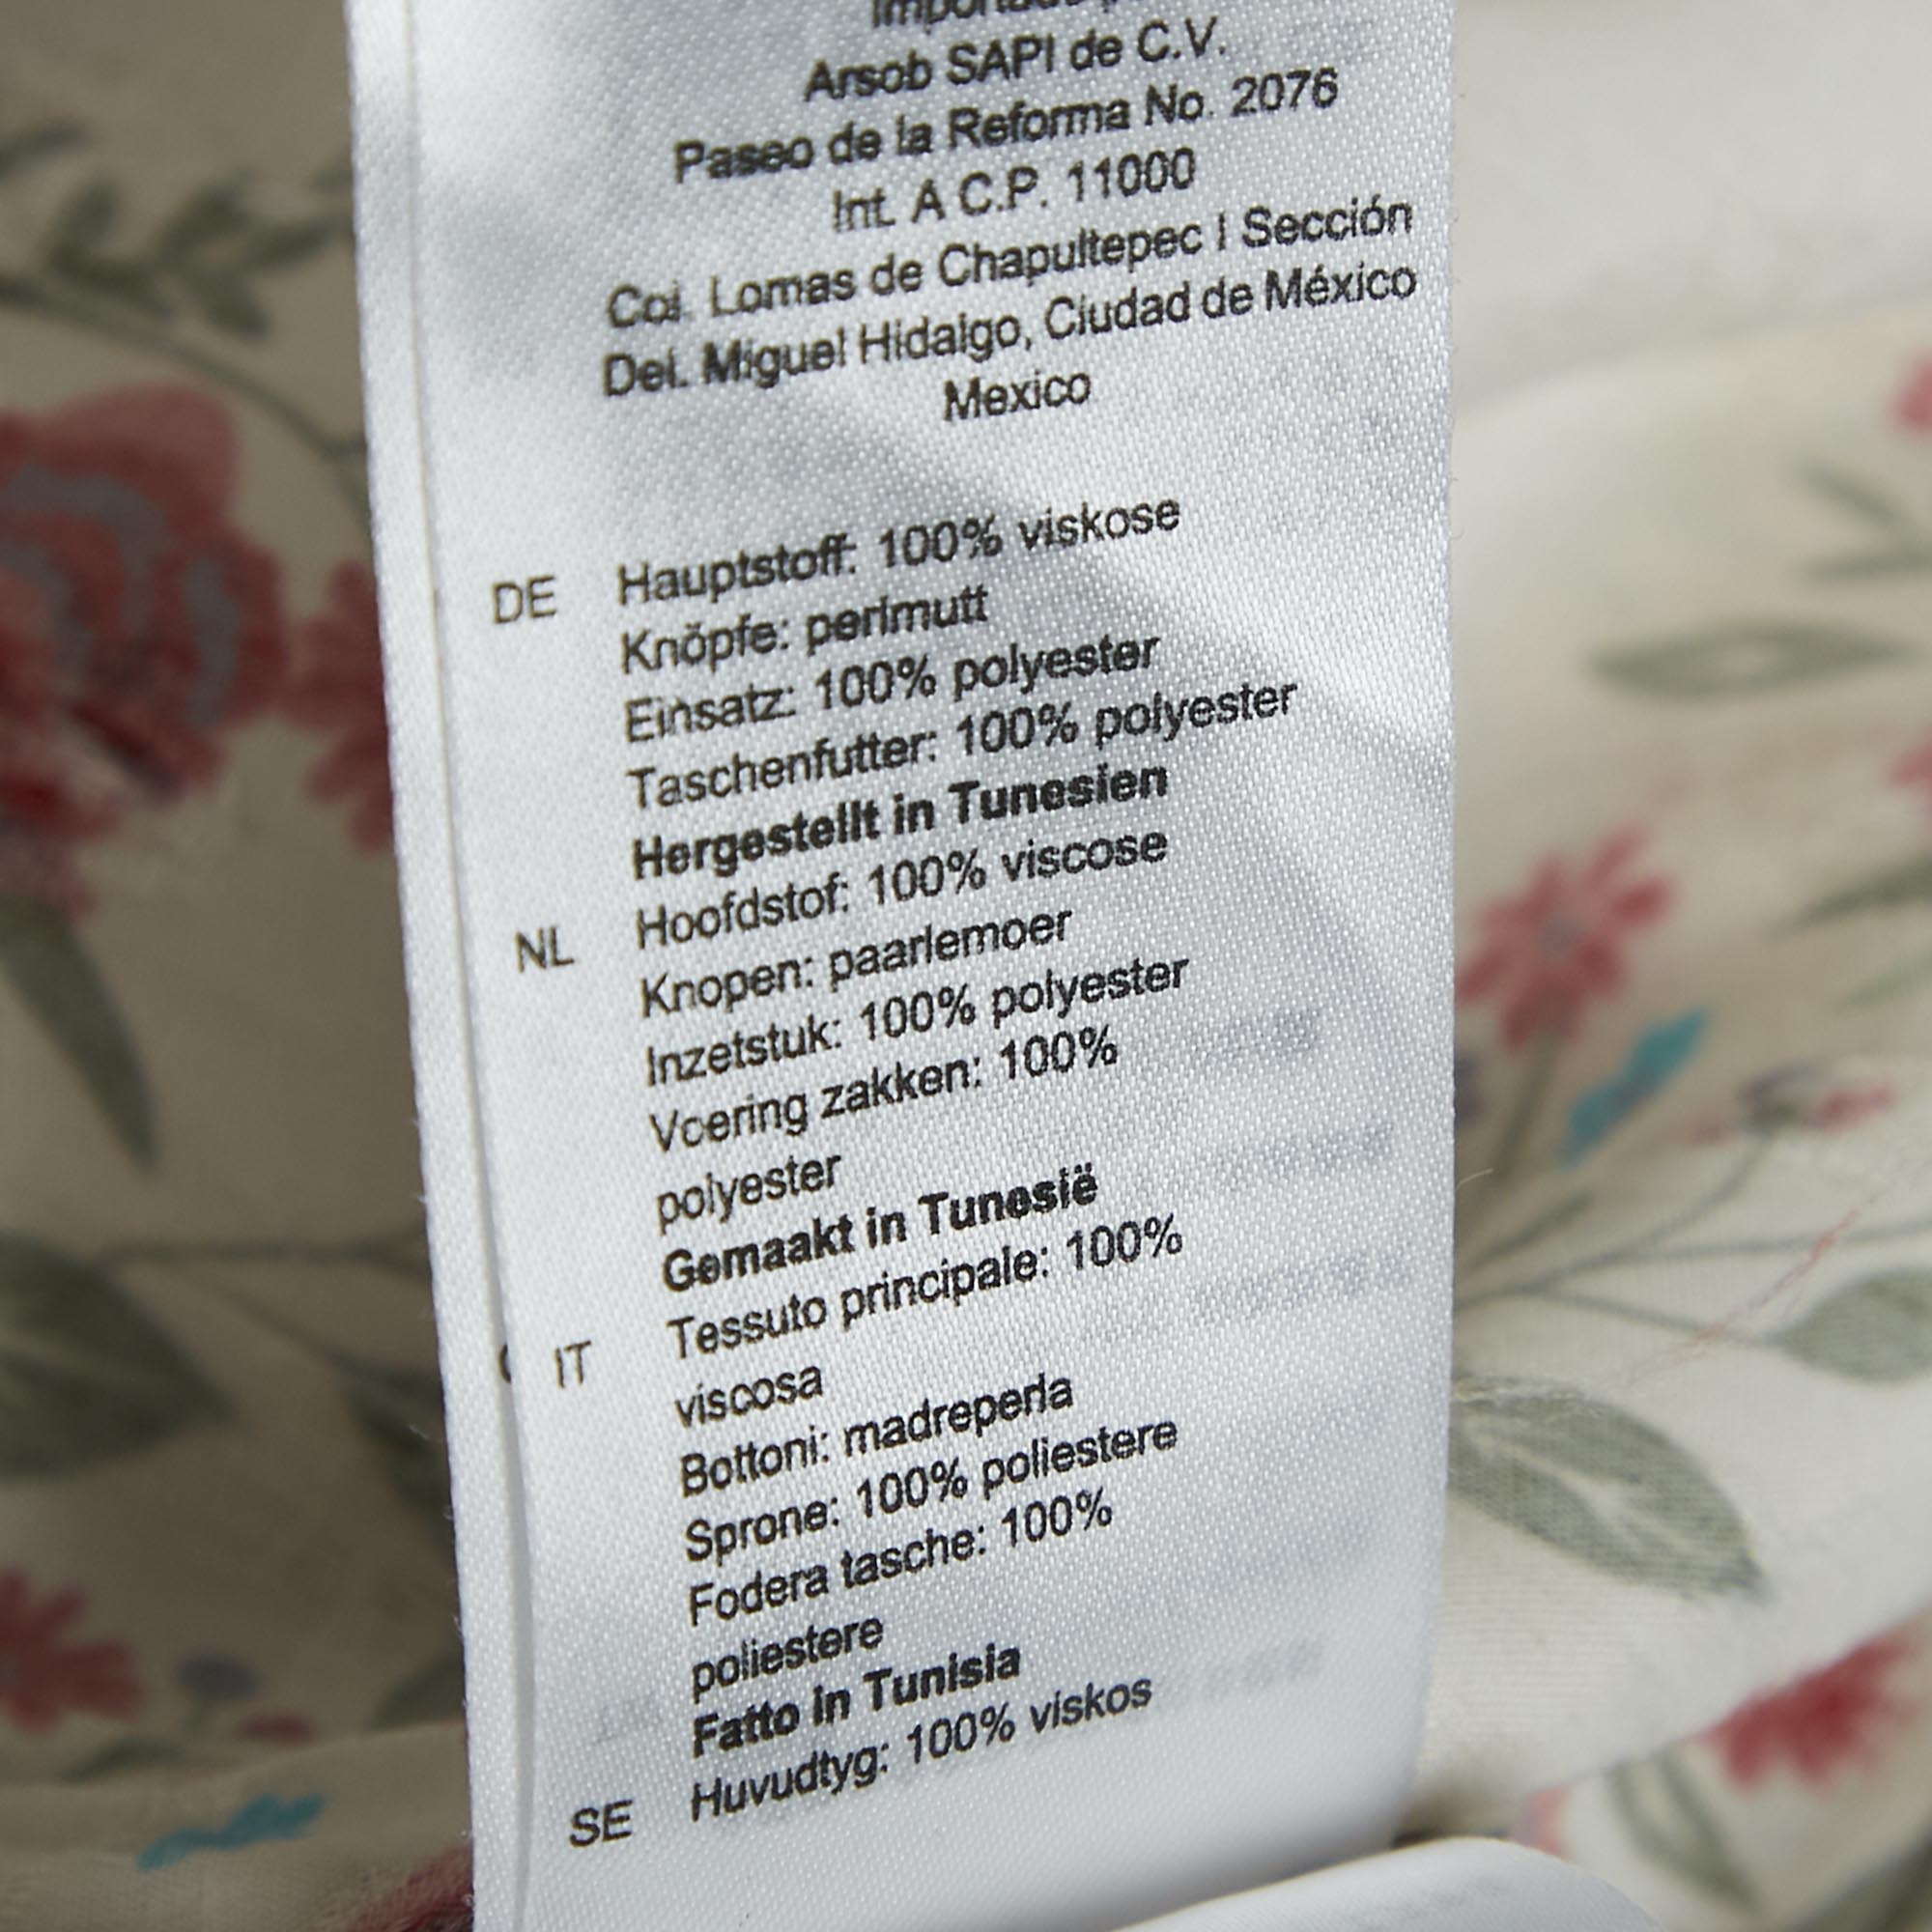 Arsob SAPI de C.V.
Paseo de la Reforma No. 2076
Int. A C.P. 11000
Col. Lomas de Chapultepec I Sección
Del. Miguel Hidalgo, Ciudad de México
Mexico
DE Hauptstoff: 100% viskose
Knöpfe: perlmutt
Einsatz: 100% polyester
Taschenfutter: 100% polyester
Hergestellt in Tunesien
NL Hoofdstof: 100% viscose
Knopen: paarlemoer
Inzetstuk: 100% polyester
Voering zakken: 100%
polyester
Gemaakt in Tunesië
IT Tessuto principale: 100%
viscosa
Bottoni: madreperla
Sprone: 100% poliestere
Fodera tasche: 100%
poliestere
Fatto in Tunisia
SE Huvudtyg: 100% viskos